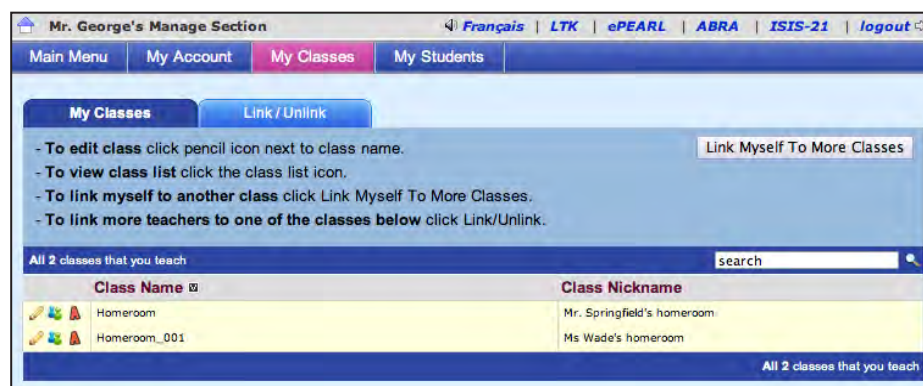 Mr. George's Manage Section Français | LTK | ePEARL | ABRA | ISIS-21 | logout
Main Menu My Account My Classes My Students
My Classes Link / Unlink
- To edit class click pencil icon next to class name.
Link Myself To More Classes
- To view class list click the class list icon.
- To link myself to another class click Link Myself To More Classes.
- To link more teachers to one of the classes below click Link/Unlink.
All 2 classes that you teach search
Class Name Class Nickname
Homeroom Mr. Springfield's homeroom
Homeroom_001 Ms Wade's homeroom
All 2 classes that you teach